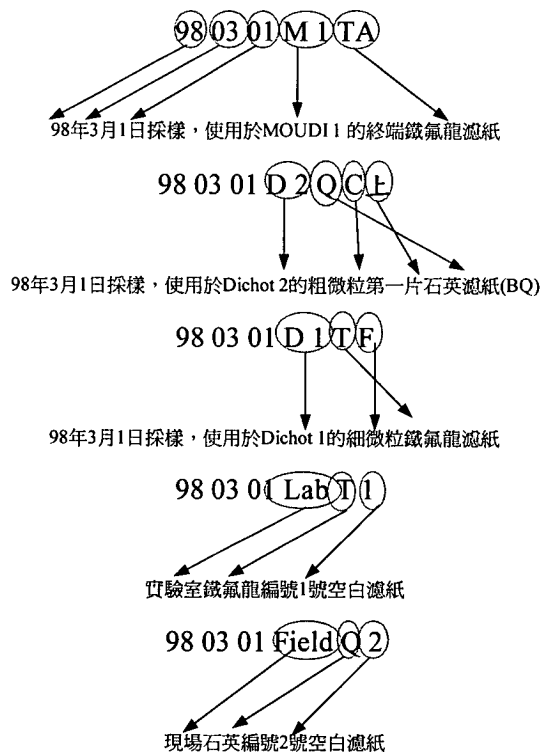 98 03 01 M 1 TA
98年3月1日採樣，使用於MOUDI 1 的終端鐵氟龍濾紙
98 03 01 D 2 Q C 上
98年3月1日採樣，使用於Dichot 2的粗微粒第一片石英濾紙(BQ)
98 03 01 D 1 T F
98年3月1日採樣，使用於Dichot 1的細微粒鐵氟龍濾紙
98 03 01 Lab T 1
實驗室鐵氟龍編號1號空白濾紙
98 03 01 Field Q 2
現場石英編號2號空白濾紙